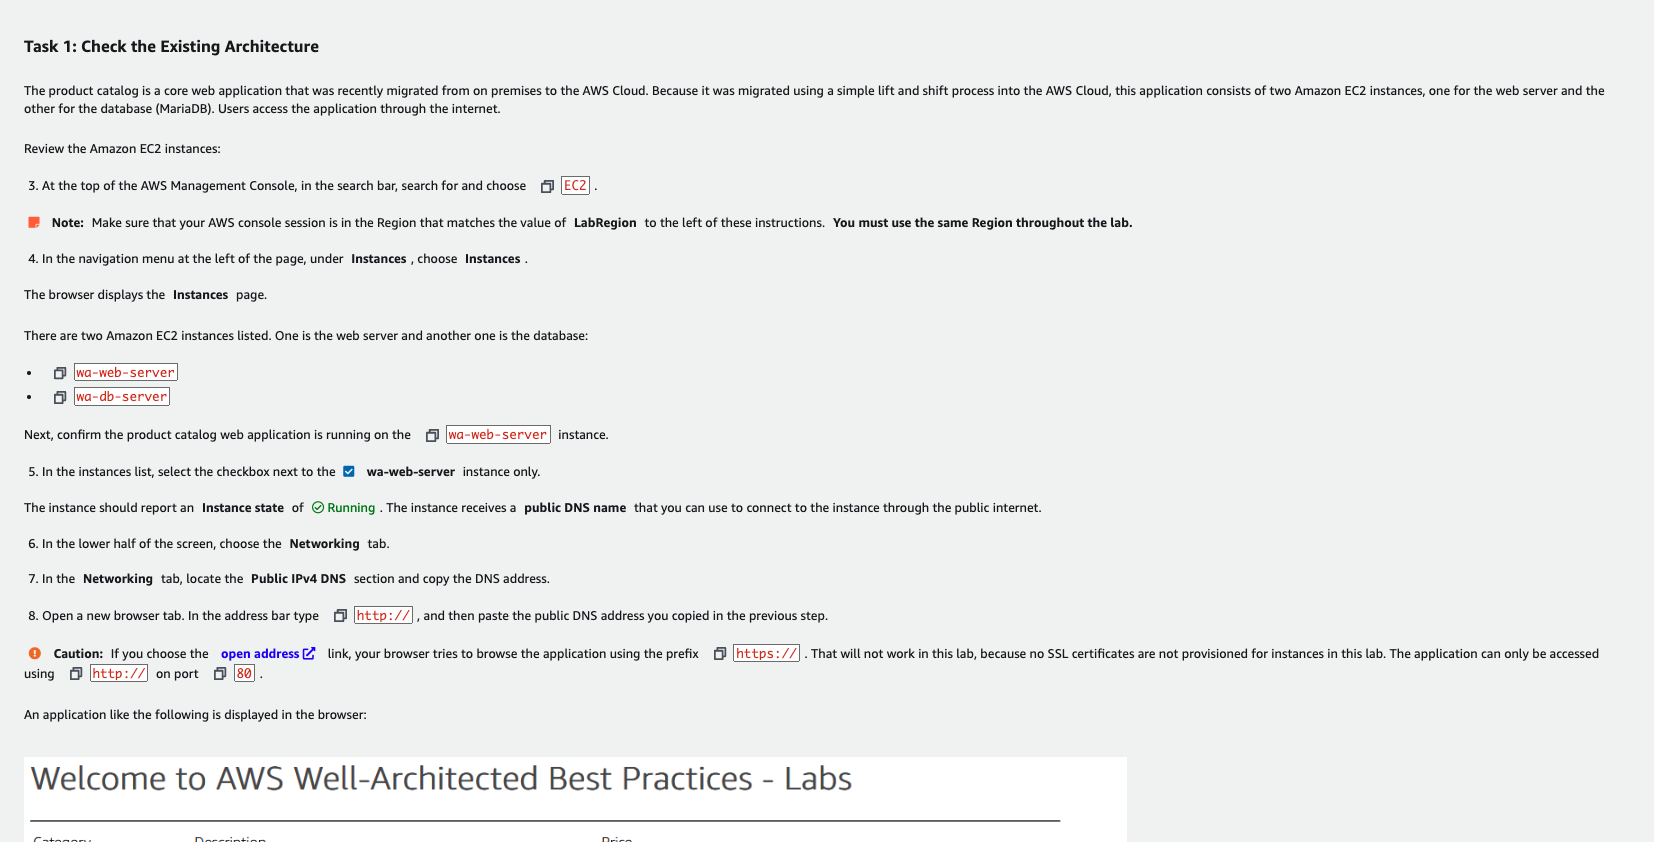 Task 1: Check the Existing Architecture
The product catalog is a core web application that was recently migrated from on premises to the AWS Cloud. Because it was migrated using a simple lift and shift process into the AWS Cloud, this application consists of two Amazon EC2 instances, one for the web server and the
other for the database (MariaDB). Users access the application through the internet.
Review the Amazon EC2 instances:
3. At the top of the AWS Management Console, in the search bar, search for and choose EC2 .
Note: Make sure that your AWS console session is in the Region that matches the value of LabRegion to the left of these instructions. You must use the same Region throughout the lab.
4. In the navigation menu at the left of the page, under Instances , choose Instances .
The browser displays the Instances page.
There are two Amazon EC2 instances listed. One is the web server and another one is the database:
• wa-web-server
• wa-db-server
Next, confirm the product catalog web application is running on the wa-web-server instance.
5. In the instances list, select the checkbox next to the wa-web-server instance only.
The instance should report an Instance state of Running . The instance receives a public DNS name that you can use to connect to the instance through the public internet.
6. In the lower half of the screen, choose the Networking tab.
7. In the Networking tab, locate the Public IPv4 DNS section and copy the DNS address.
8. Open a new browser tab. In the address bar type http:// , and then paste the public DNS address you copied in the previous step.
Caution: If you choose the open address link, your browser tries to browse the application using the prefix https:// . That will not work in this lab, because no SSL certificates are not provisioned for instances in this lab. The application can only be accessed
using http:// on port 80 .
An application like the following is displayed in the browser:
Welcome to AWS Well-Architected Best Practices - Labs
Category Description Price